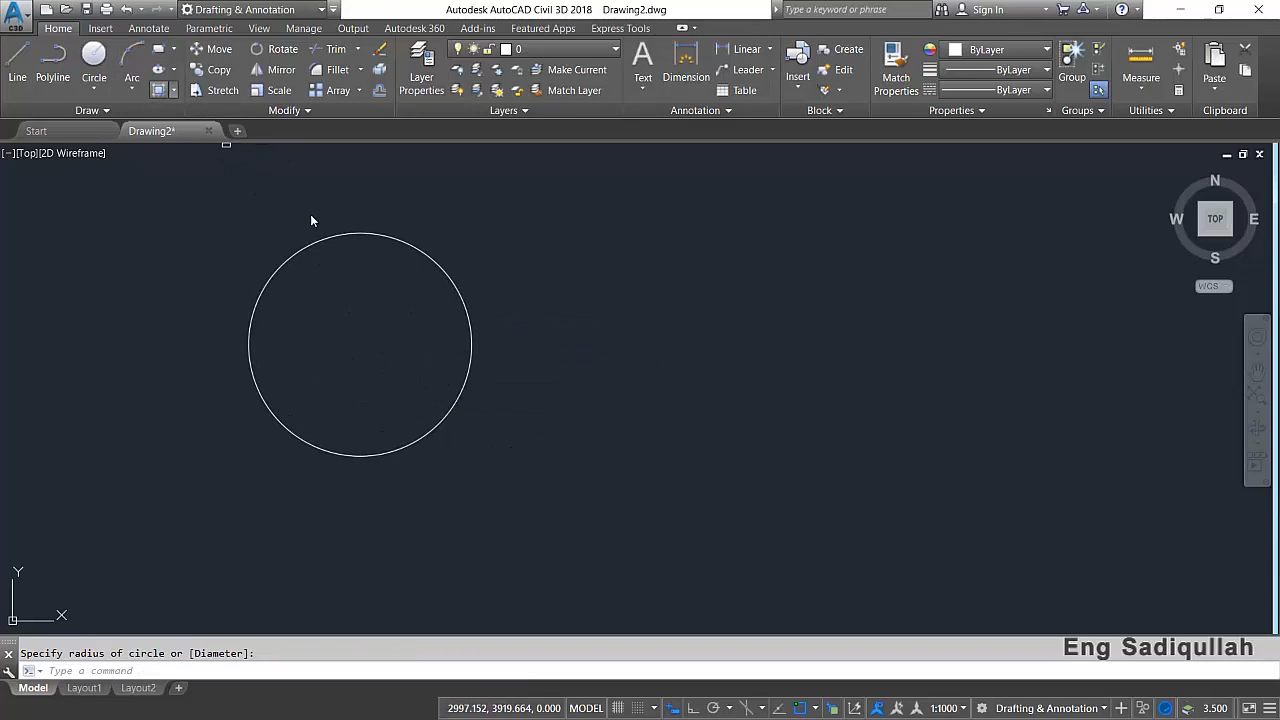 C3D
Drafting & Annotation
Autodesk AutoCAD Civil 3D 2018 Drawing2.dwg
Type a keyword or phrase
Sign In
Home Insert Annotate Parametric View Manage Output Autodesk 360 Add-ins Featured Apps Express Tools
Line Polyline Circle Arc
Move Rotate Trim
Copy Mirror Fillet
Stretch Scale Array
Layer Properties
0
Make Current
Match Layer
Text Dimension
Linear
Leader
Table
Insert
Create
Edit
Match Properties
ByLayer
ByLayer
ByLayer
Group
Measure
Paste
Draw Modify Layers Annotation Block Properties Groups Utilities Clipboard
Start Drawing2*
[−][Top][2D Wireframe]
N
W TOP E
S
WCS
Y
X
Specify radius of circle or [Diameter]:
Eng Sadiqullah
Type a command
Model Layout1 Layout2
2997.152, 3919.664, 0.000 MODEL 1:1000 Drafting & Annotation 3.500